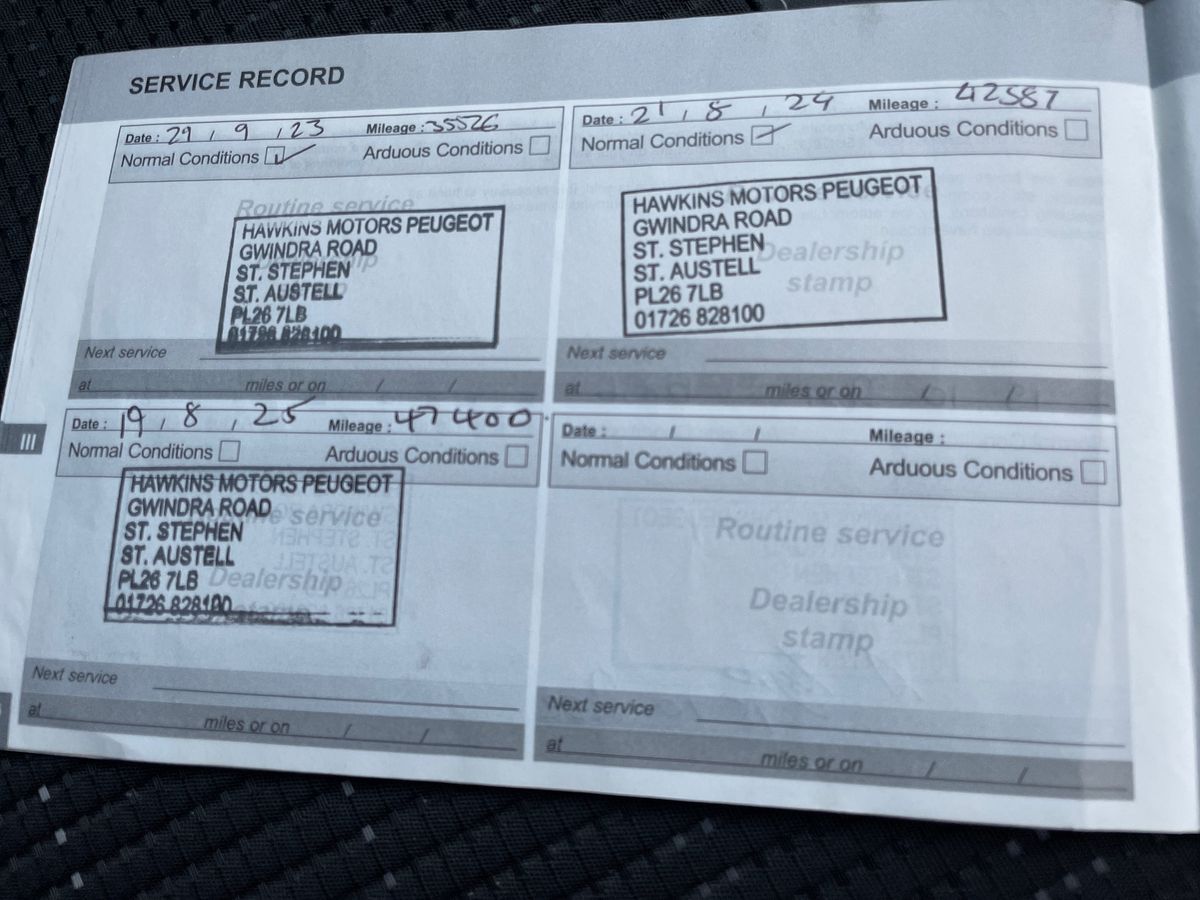 SERVICE RECORD
Date : 29 / 9 / 23 Mileage : 35526
Normal Conditions Arduous Conditions
Routine service
HAWKINS MOTORS PEUGEOT
GWINDRA ROAD
ST. STEPHEN
ST. AUSTELL
PL26 7LB
01726 828100
Next service
at miles or on / /
Date : 21 / 8 / 24 Mileage : 42587
Normal Conditions Arduous Conditions
HAWKINS MOTORS PEUGEOT
GWINDRA ROAD
ST. STEPHEN
Dealership
ST. AUSTELL
stamp
PL26 7LB
01726 828100
Next service
at miles or on / /
III
Date : 19 / 8 / 25 Mileage : 47400
Normal Conditions Arduous Conditions
HAWKINS MOTORS PEUGEOT
GWINDRA ROAD
service
ST. STEPHEN
ST. AUSTELL
PL26 7LB
Dealership
01726 828100
Next service
at miles or on / /
Date : / / Mileage :
Normal Conditions Arduous Conditions
Routine service
Dealership
stamp
Next service
at miles or on / /